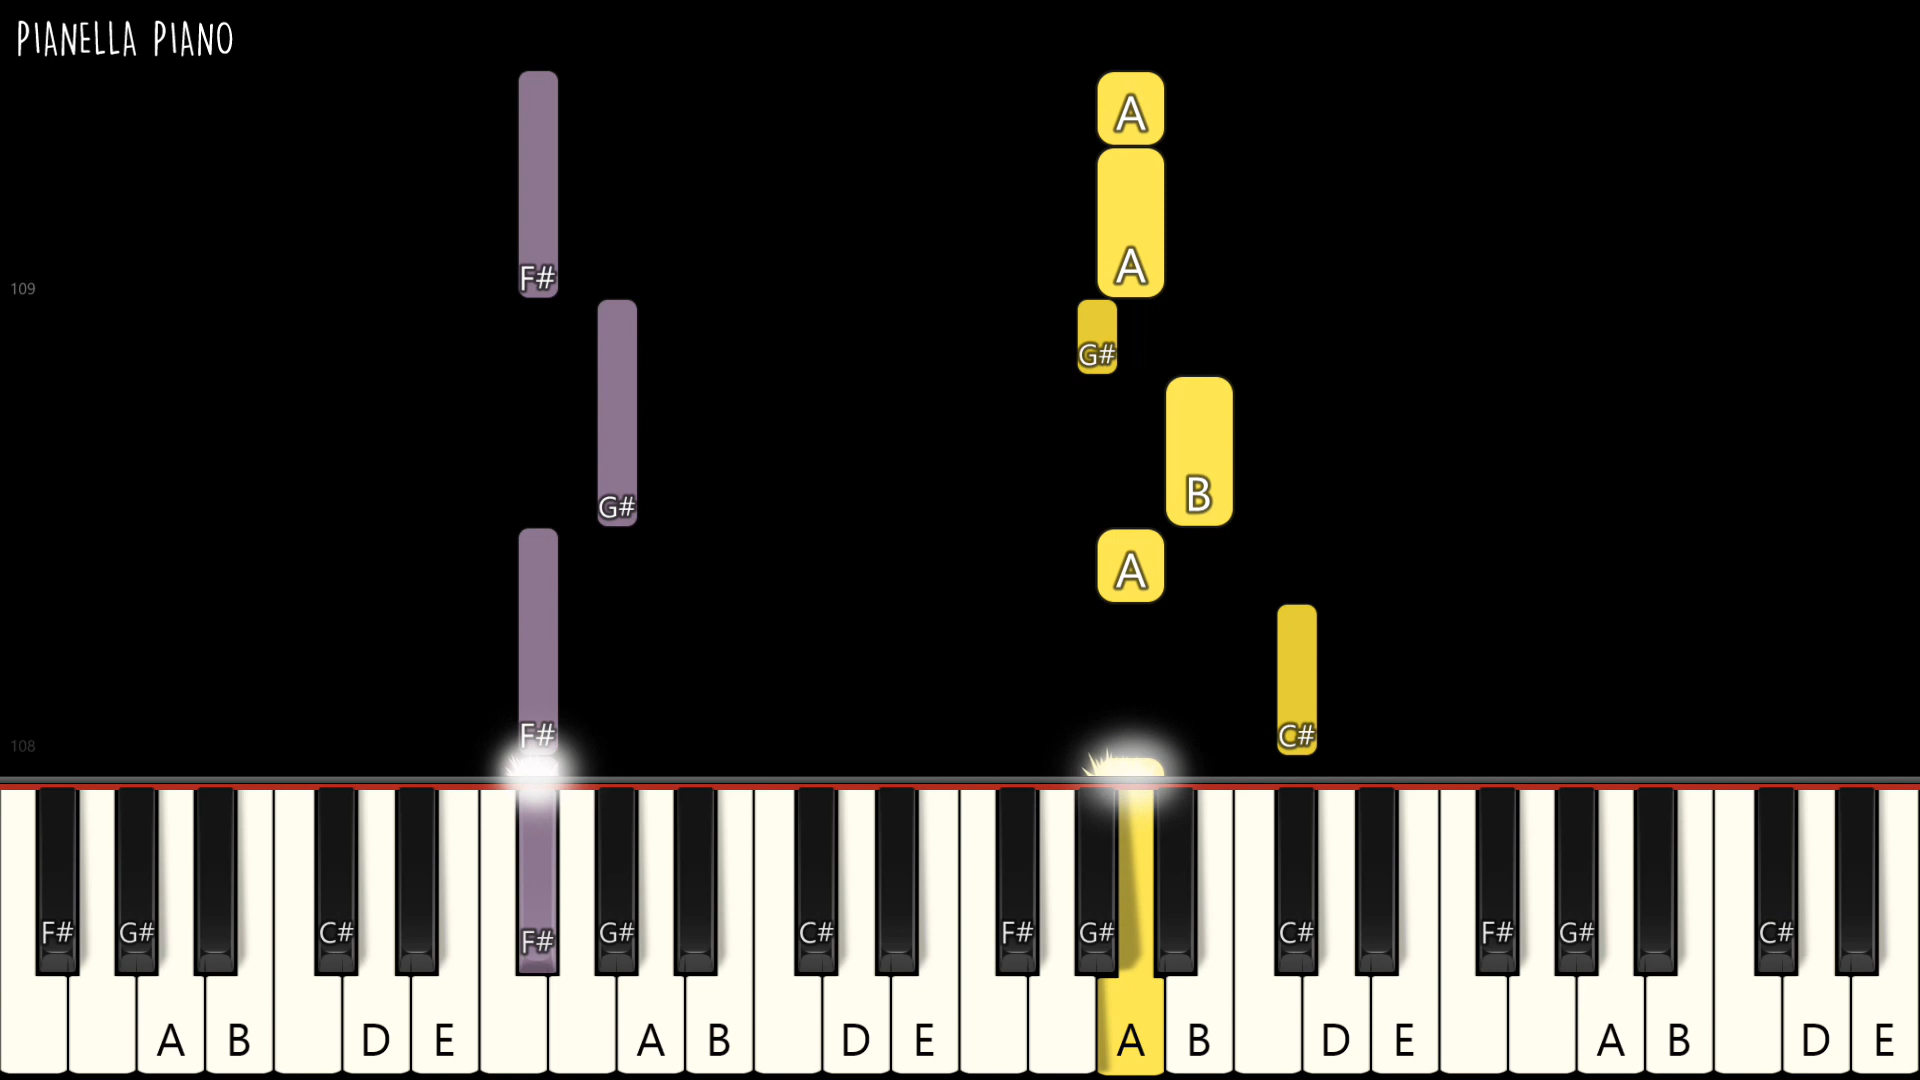 PIANELLA PIANO
A
F# A
109
G#
G# B
A
F# C#
108
F# G# C# F# G# C# F# G# C# F# G# C#
A B D E A B D E A B D E A B D E